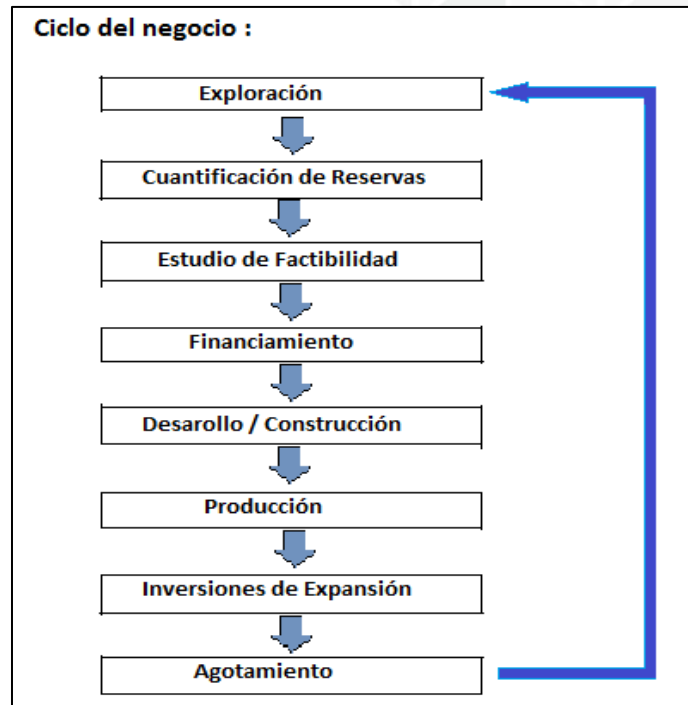 Ciclo del negocio :
Exploración
Cuantificación de Reservas
Estudio de Factibilidad
Financiamiento
Desarollo / Construcción
Producción
Inversiones de Expansión
Agotamiento